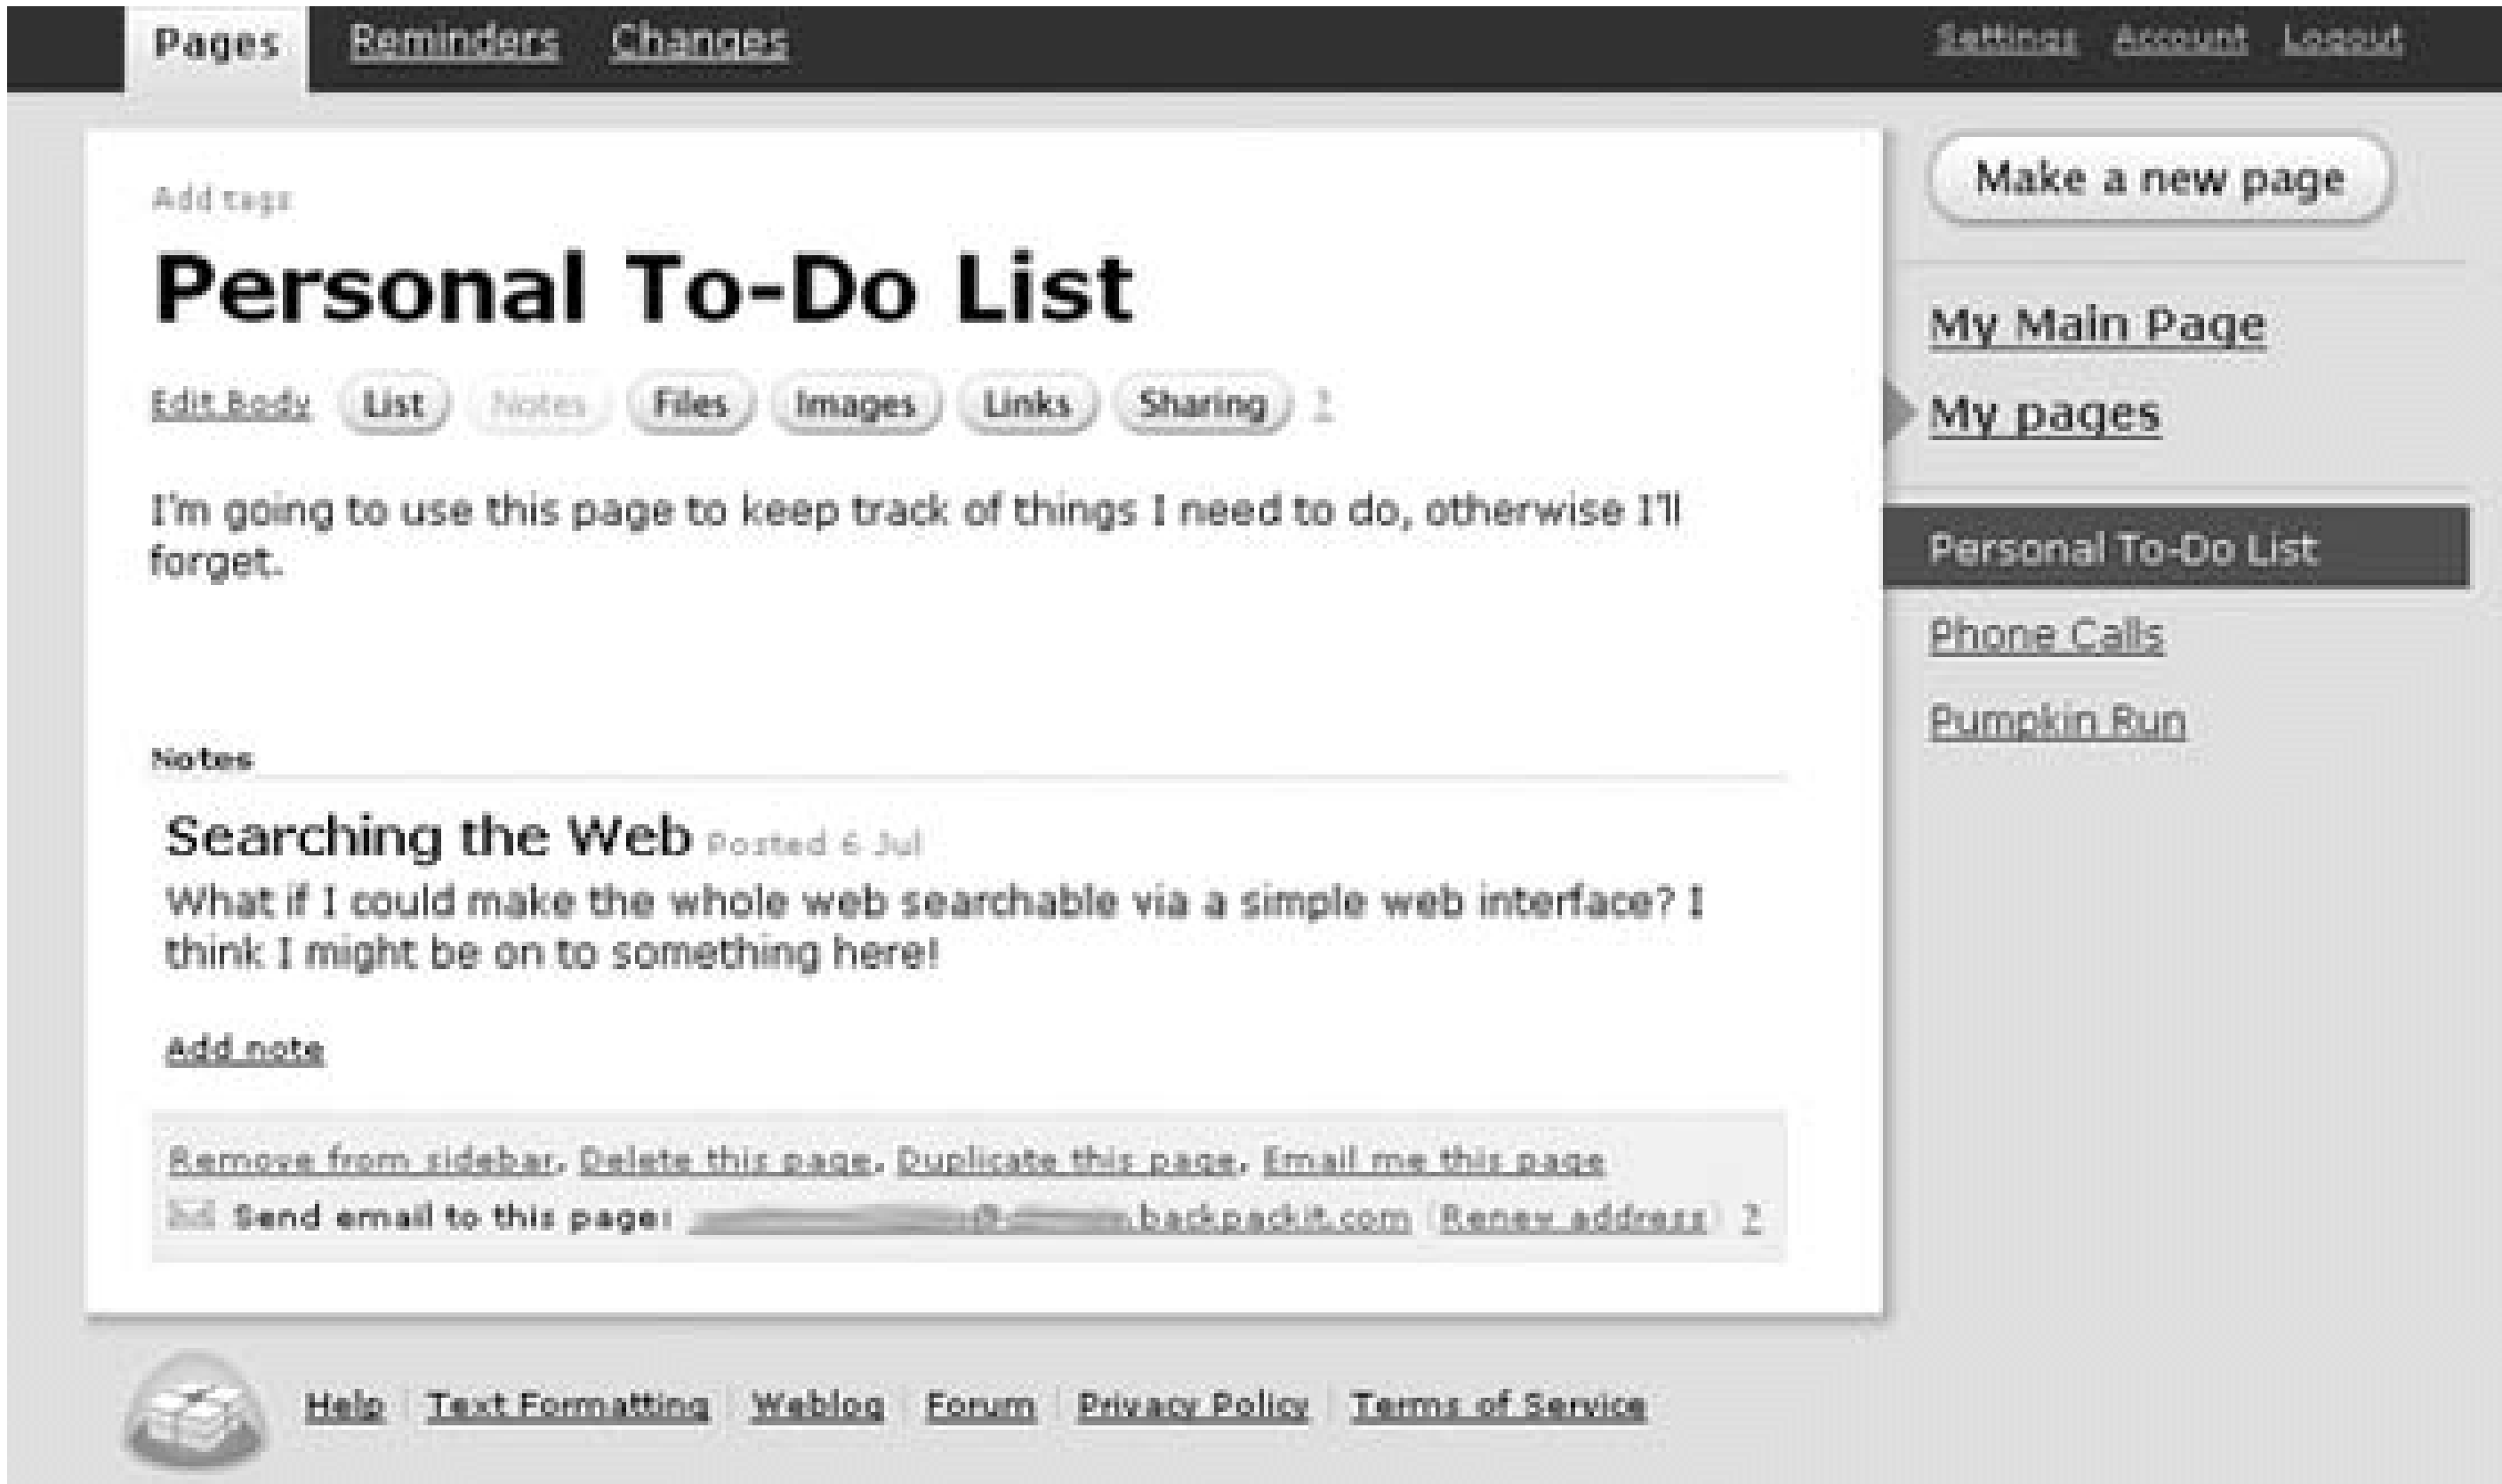 Pages Reminders Changes Settings Account Logout
Make a new page
Add tags
Personal To-Do List
Edit Body List Notes Files Images Links Sharing ?
I'm going to use this page to keep track of things I need to do, otherwise I'll
forget.
Notes
Searching the Web Posted 6 Jul
What if I could make the whole web searchable via a simple web interface? I
think I might be on to something here!
Add note
Remove from sidebar, Delete this page, Duplicate this page, Email me this page
Send email to this page: .backpackit.com (Renew address) ?
My Main Page
My pages
Personal To-Do List
Phone Calls
Pumpkin Run
Help | Text Formatting | Weblog | Forum | Privacy Policy | Terms of Service